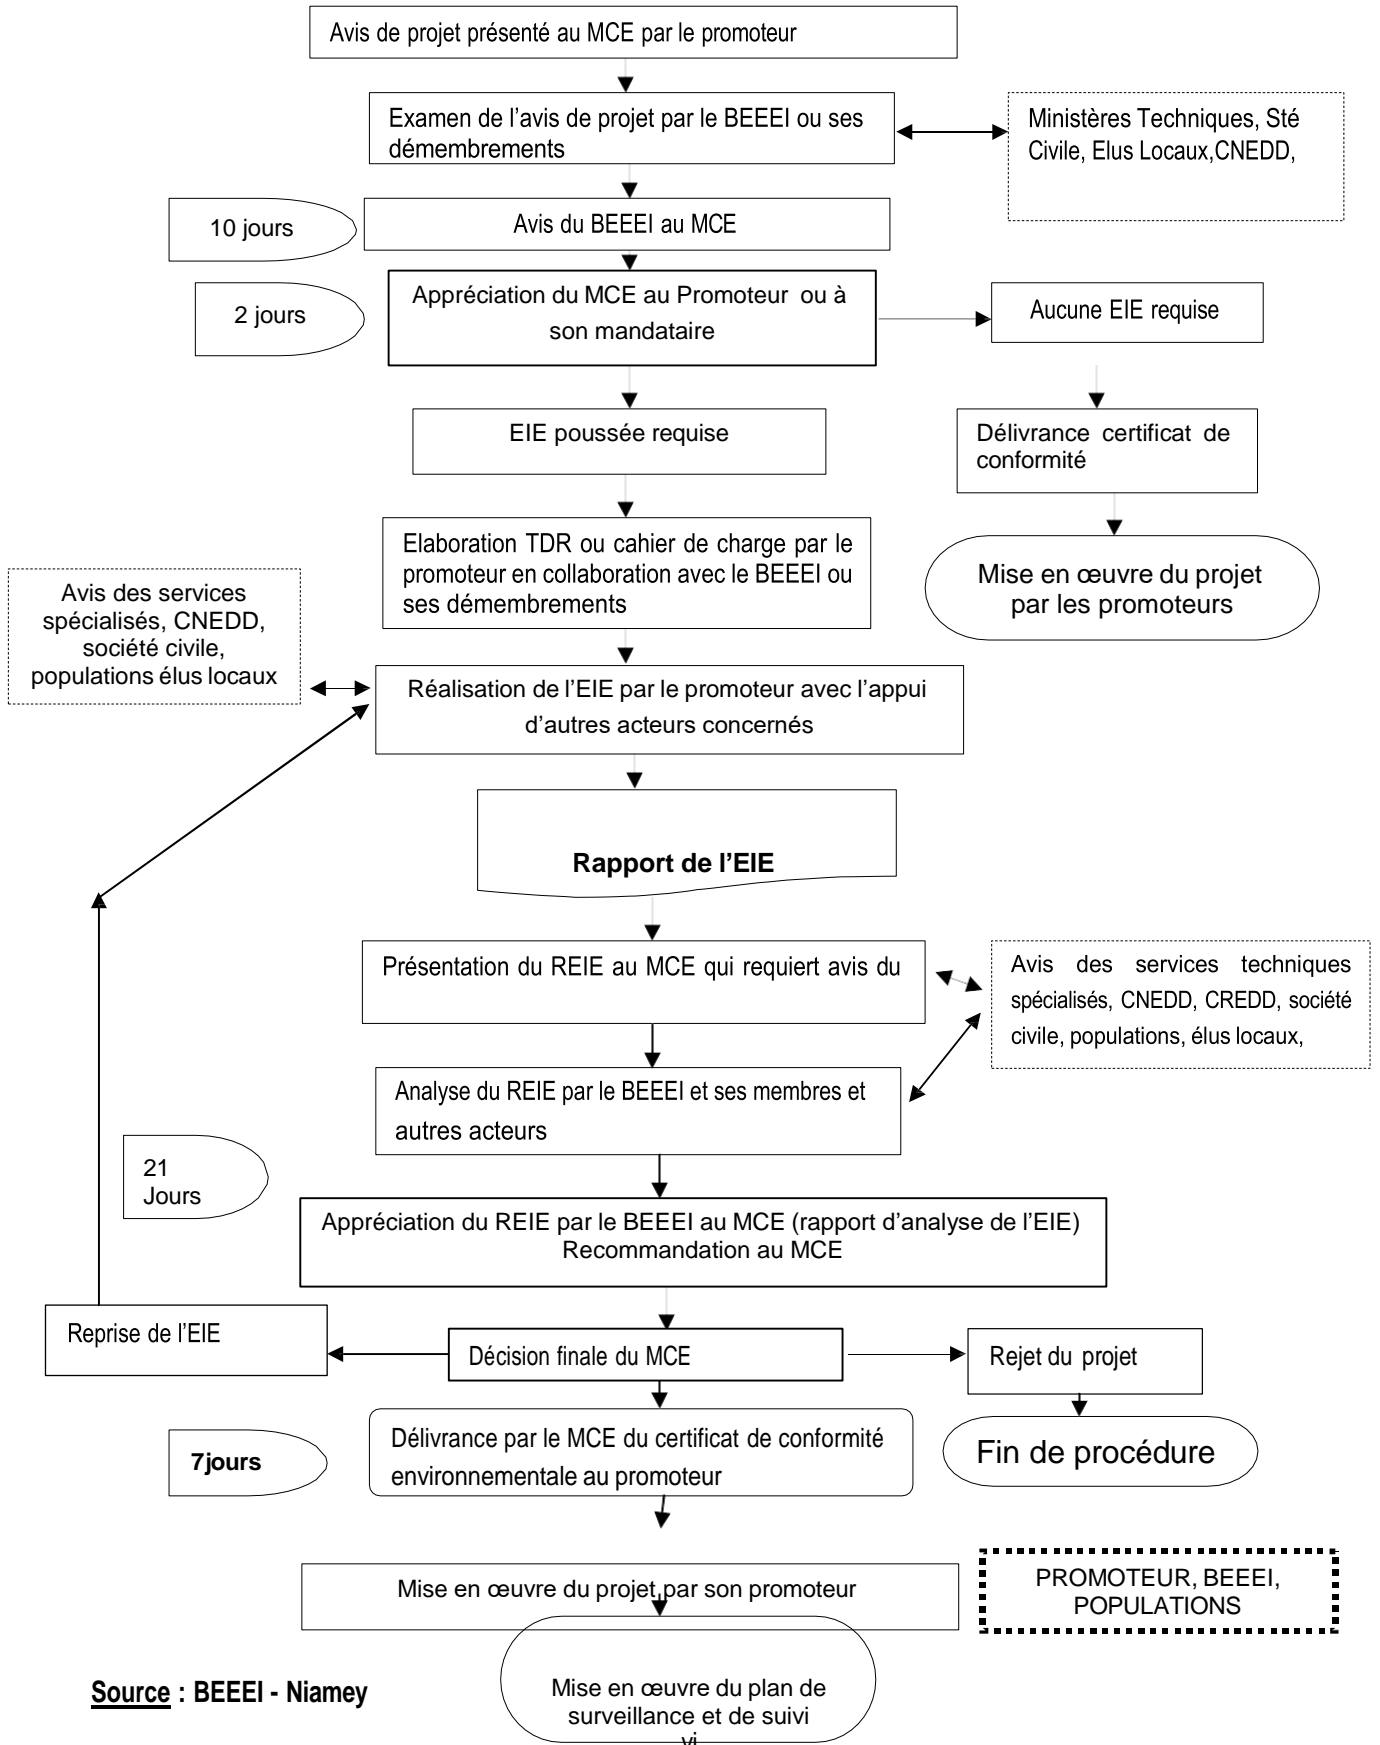 Avis de projet présenté au MCE par le promoteur
Examen de l'avis de projet par le BEEEI ou ses
démembrements
Ministères Techniques, Sté
Civile, Elus Locaux,CNEDD,
10 jours
Avis du BEEEI au MCE
2 jours
Appréciation du MCE au Promoteur ou à
son mandataire
Aucune EIE requise
EIE poussée requise
Délivrance certificat de
conformité
Elaboration TDR ou cahier de charge par le
promoteur en collaboration avec le BEEEI ou
ses démembrements
Mise en œuvre du projet
par les promoteurs
Avis des services
spécialisés, CNEDD,
société civile,
populations élus locaux
Réalisation de l'EIE par le promoteur avec l'appui
d'autres acteurs concernés
Rapport de l'EIE
Présentation du REIE au MCE qui requiert avis du
Avis des services techniques
spécialisés, CNEDD, CREDD, société
civile, populations, élus locaux,
Analyse du REIE par le BEEEI et ses membres et
autres acteurs
21
Jours
Appréciation du REIE par le BEEEI au MCE (rapport d'analyse de l'EIE)
Recommandation au MCE
Reprise de l'EIE
Décision finale du MCE
Rejet du projet
7jours
Délivrance par le MCE du certificat de conformité
environnementale au promoteur
Fin de procédure
Mise en œuvre du projet par son promoteur
PROMOTEUR, BEEEI,
POPULATIONS
Mise en œuvre du plan de
surveillance et de suivi
vi
Source : BEEEI - Niamey